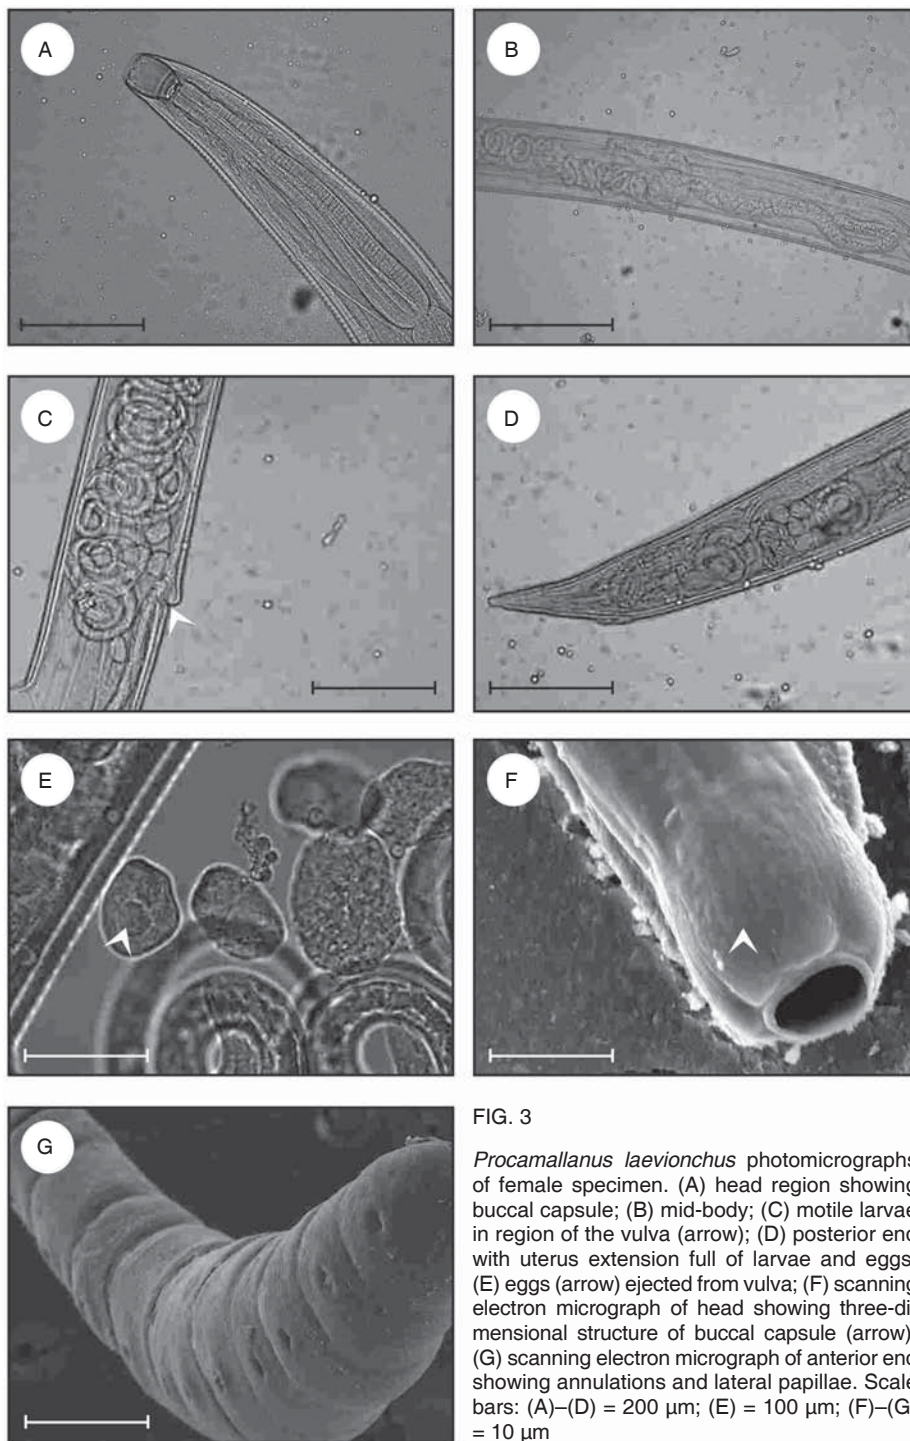 A
B
C
D
E
F
G
FIG. 3
Procamallanus laevionchus photomicrographs
of female specimen. (A) head region showing
buccal capsule; (B) mid-body; (C) motile larvae
in region of the vulva (arrow); (D) posterior end
with uterus extension full of larvae and eggs
(E) eggs (arrow) ejected from vulva; (F) scanning
electron micrograph of head showing three-di-
mensional structure of buccal capsule (arrow)
(G) scanning electron micrograph of anterior end
showing annulations and lateral papillae. Scale
bars: (A)–(D) = 200 µm; (E) = 100 µm; (F)–(G)
= 10 µm